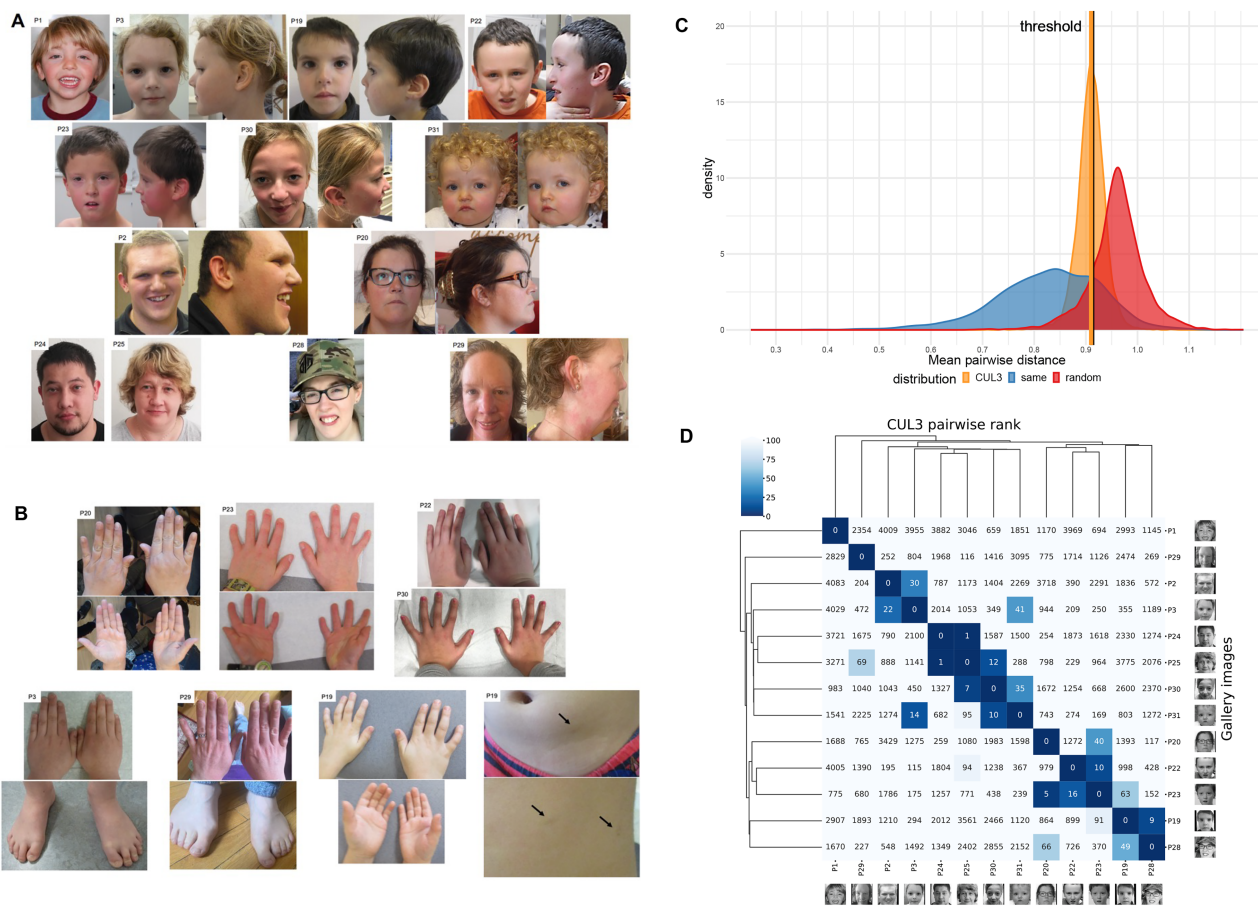 A
P1 P3 P19 P22
P23 P30 P31
P2 P20
P24 P25 P28 P29
B
P20 P23 P22
P30
P3 P29 P19 P19
C
threshold
20
15
10
5
0
density
0.3 0.4 0.5 0.6 0.7 0.8 0.9 1.0 1.1
Mean pairwise distance
distribution CUL3 same random
D
CUL3 pairwise rank
100
75
50
25
0
0 2354 4009 3955 3882 3046 659 1851 1170 3969 694 2993 1145 P1
2829 0 252 804 1968 116 1416 3095 775 1714 1126 2474 269 P29
4083 204 0 30 787 1173 1404 2269 3718 390 2291 1836 572 P2
4029 472 22 0 2014 1053 349 41 944 209 250 355 1189 P3
3721 1675 790 2100 0 1 1587 1500 254 1873 1618 2330 1274 P24
3271 69 888 1141 1 0 12 288 798 229 964 3775 2076 P25
983 1040 1043 450 1327 7 0 35 1672 1254 668 2600 2370 P30
1541 2225 1274 14 682 95 10 0 743 274 169 803 1272 P31
1688 765 3429 1275 259 1080 1983 1598 0 1272 40 1393 117 P20
4005 1390 195 115 1804 94 1238 367 979 0 10 998 428 P22
775 680 1786 175 1257 771 438 239 5 16 0 63 152 P23
2907 1893 1210 294 2012 3561 2466 1120 864 899 91 0 9 P19
1670 227 548 1492 1349 2402 2855 2152 66 726 370 49 0 P28
P1 P29 P2 P3 P24 P25 P30 P31 P20 P22 P23 P19 P28
Gallery images